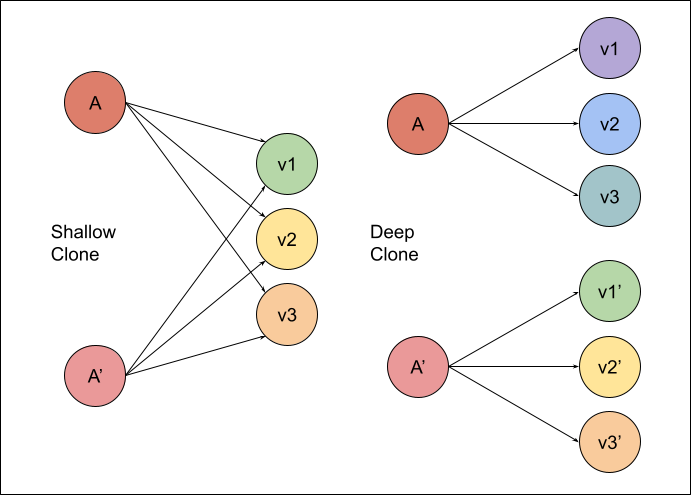 A
v1
Shallow
Clone
v2
v3
A’
v1
A
v2
v3
Deep
Clone
v1’
A’
v2’
v3’